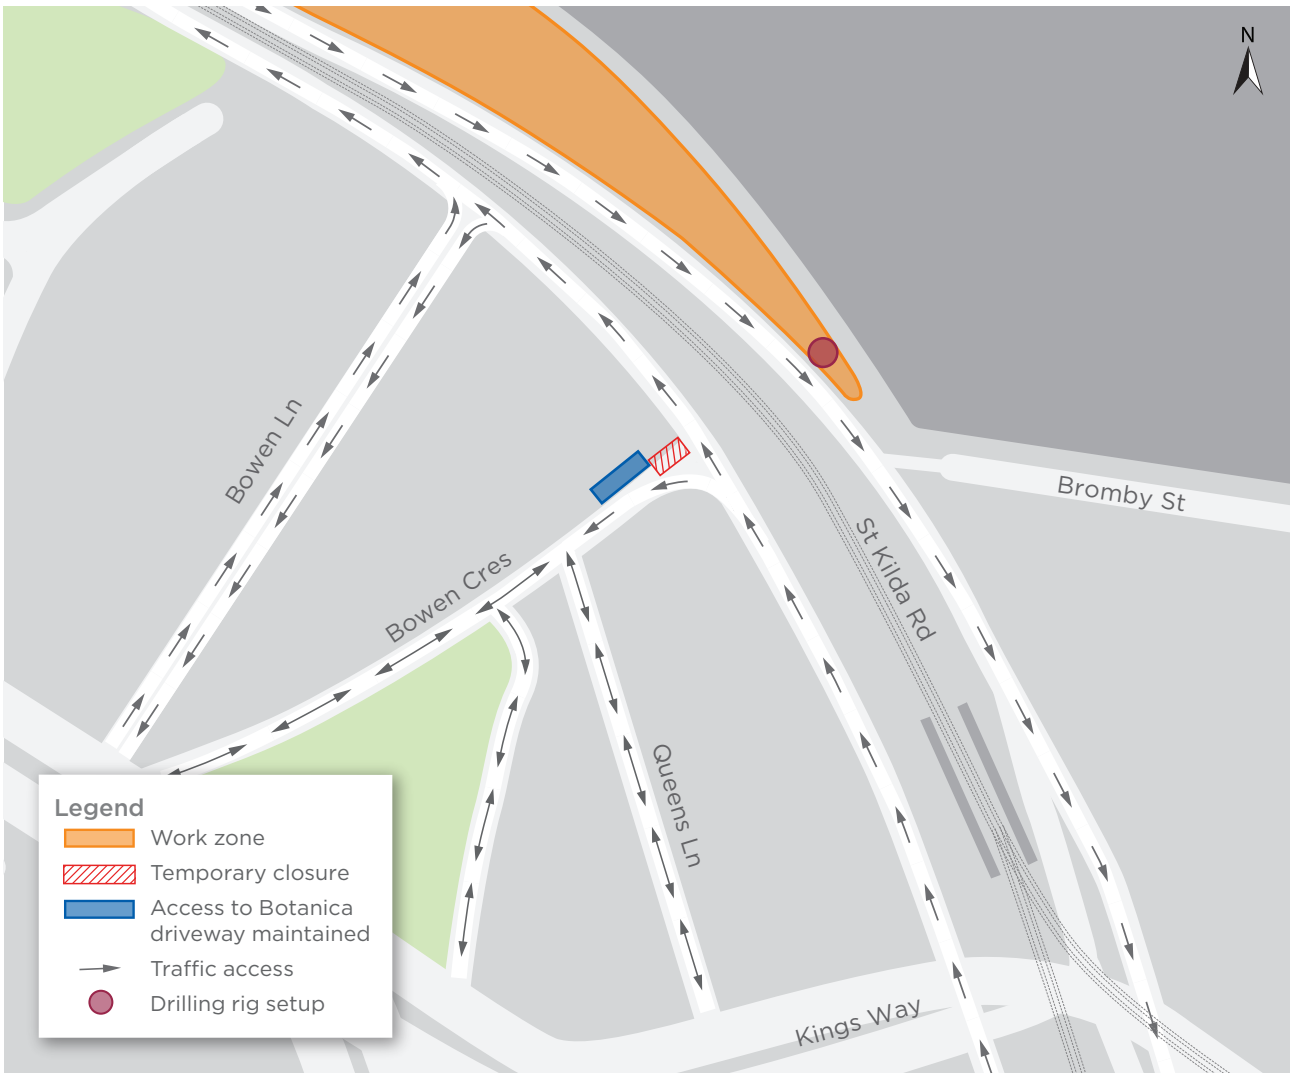 N
Bowen Ln
Bromby St
St Kilda Rd
Bowen Cres
Queens Ln
Kings Way
Legend
Work zone
Temporary closure
Access to Botanica
driveway maintained
Traffic access
Drilling rig setup